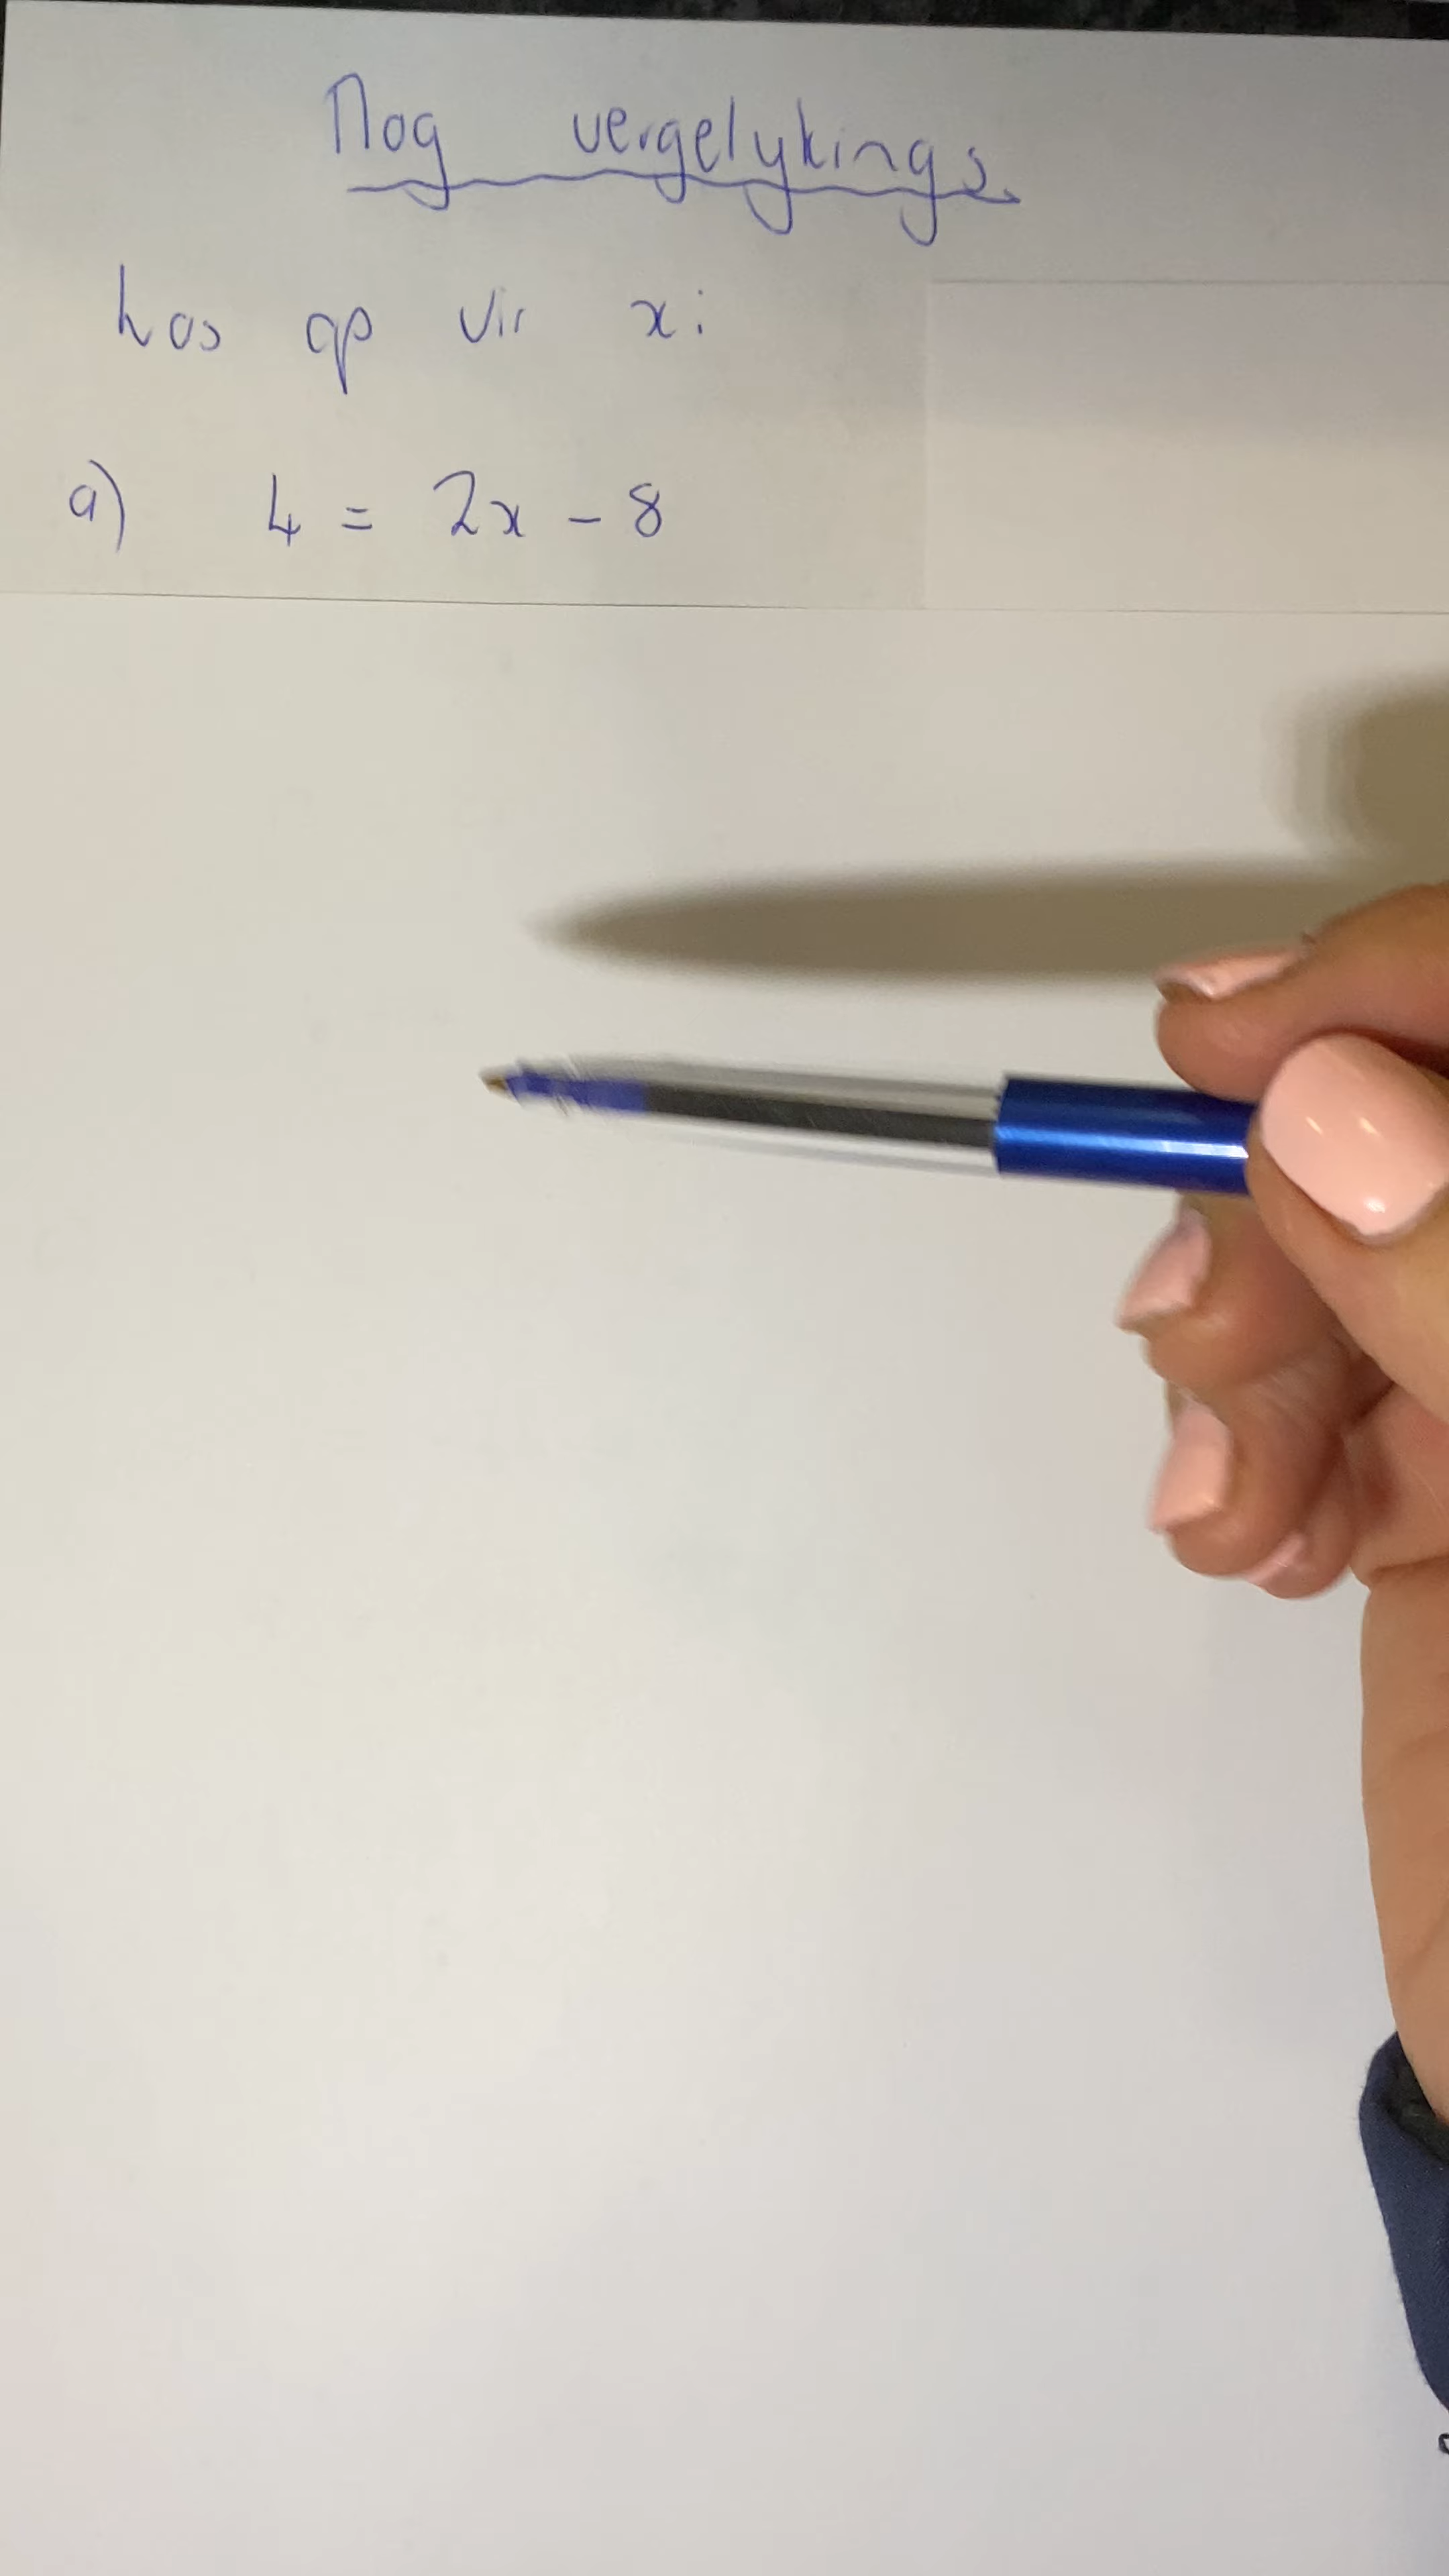 Nog vergelykings
Los op vir x:
a) 4 = 2x - 8